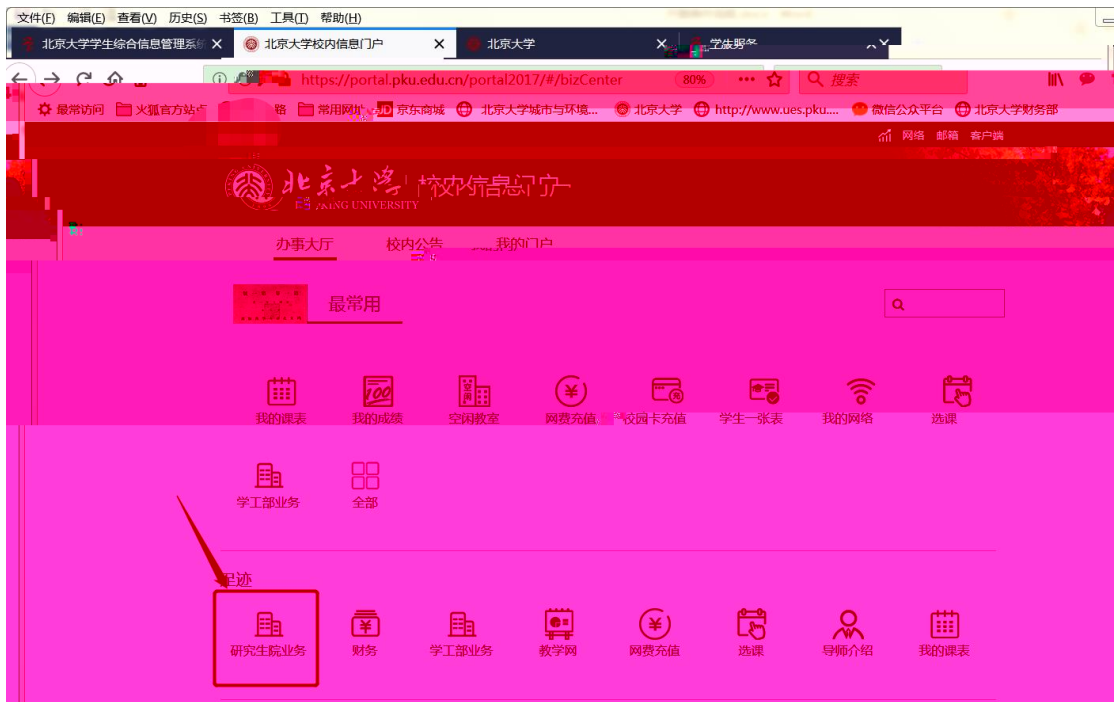 文件(F) 编辑(E) 查看(V) 历史(S) 书签(B) 工具(T) 帮助(H)
北京大学学生综合信息管理系统 北京大学校内信息门户 北京大学
https://portal.pku.edu.cn/portal2017/#/bizCenter 80% 搜索
最常访问 火狐官方站点 常用网址 JD 京东商城 北京大学城市与环境... 北京大学 http://www.ues.pku.... 微信公众平台 北京大学财务部
网络 邮箱 客户端
北京大学 校内信息门户
UNIVERSITY
办事大厅 校内公告 我的门户
最常用
我的课表 我的成绩 空闲教室 网费充值 校园卡充值 学生一张表 我的网络 选课
学工部业务 全部
足迹
研究生院业务 财务 学工部业务 教学网 网费充值 选课 导师介绍 我的课表